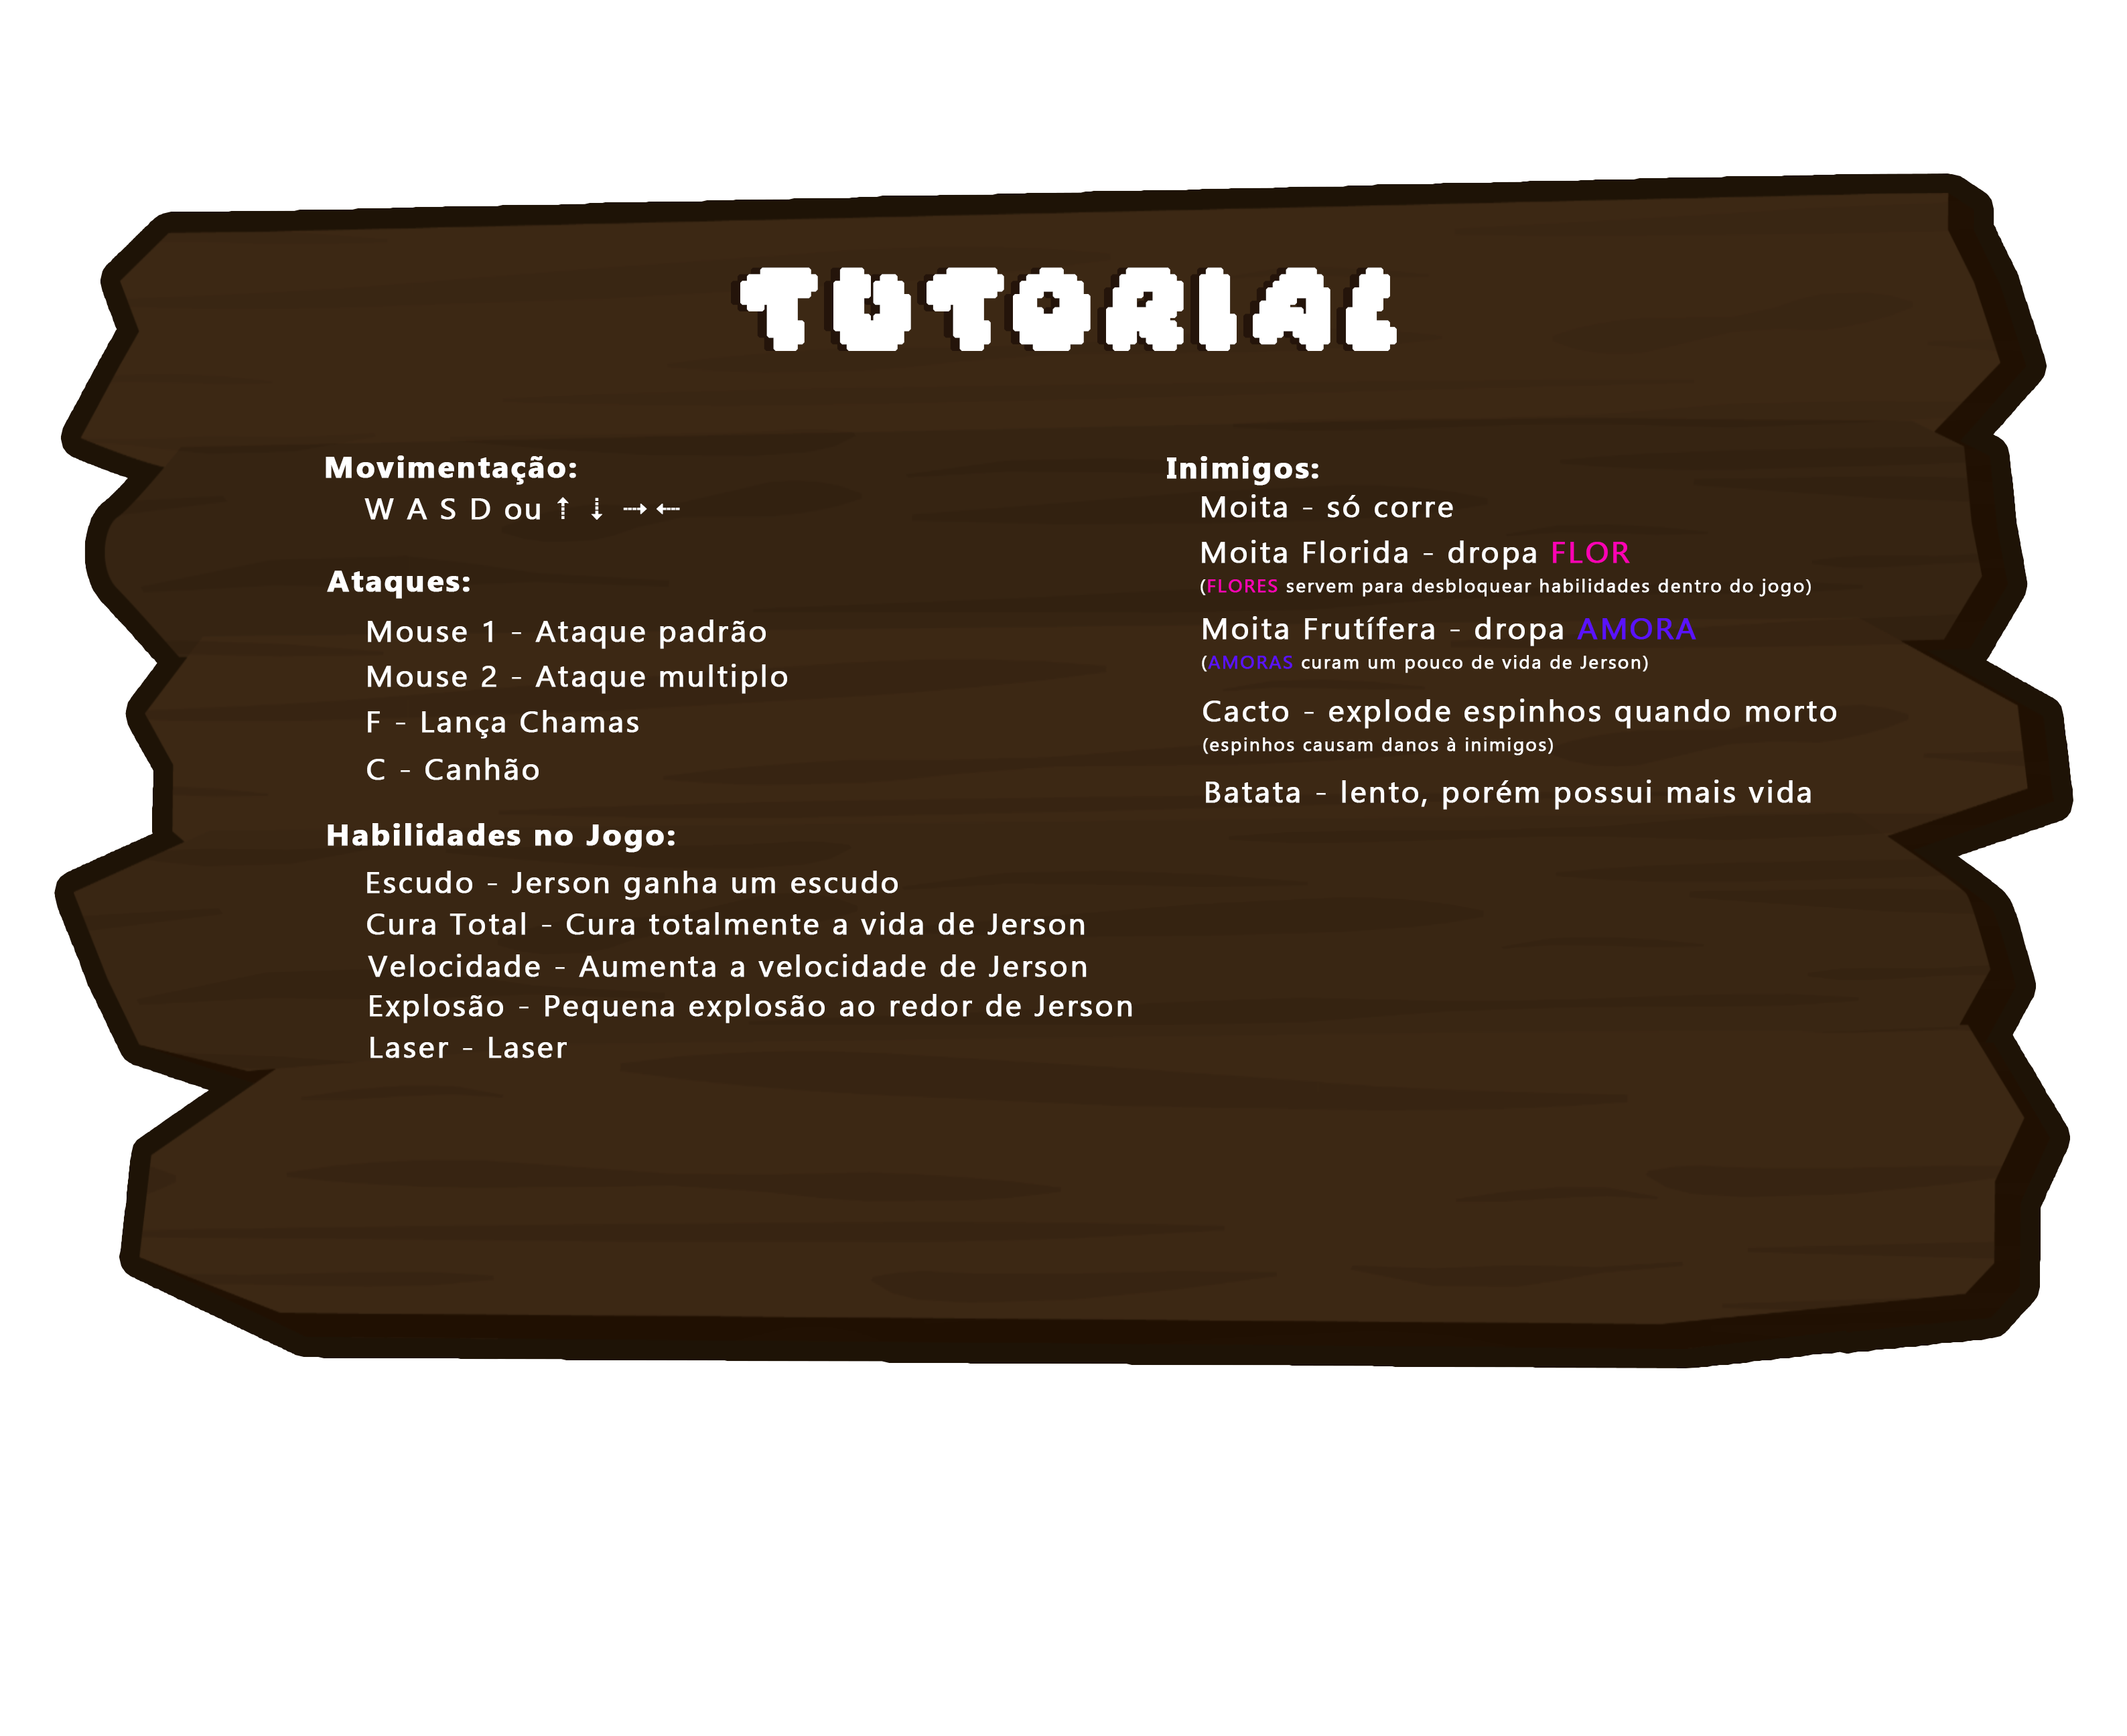 TUTORIAL
Movimentação:
W A S D ou ⇡ ⇣ ⇢ ⇠
Ataques:
Mouse 1 - Ataque padrão
Mouse 2 - Ataque multiplo
F - Lança Chamas
C - Canhão
Habilidades no Jogo:
Escudo - Jerson ganha um escudo
Cura Total - Cura totalmente a vida de Jerson
Velocidade - Aumenta a velocidade de Jerson
Explosão - Pequena explosão ao redor de Jerson
Laser - Laser
Inimigos:
Moita - só corre
Moita Florida - dropa FLOR
(FLORES servem para desbloquear habilidades dentro do jogo)
Moita Frutífera - dropa AMORA
(AMORAS curam um pouco de vida de Jerson)
Cacto - explode espinhos quando morto
(espinhos causam danos à inimigos)
Batata - lento, porém possui mais vida